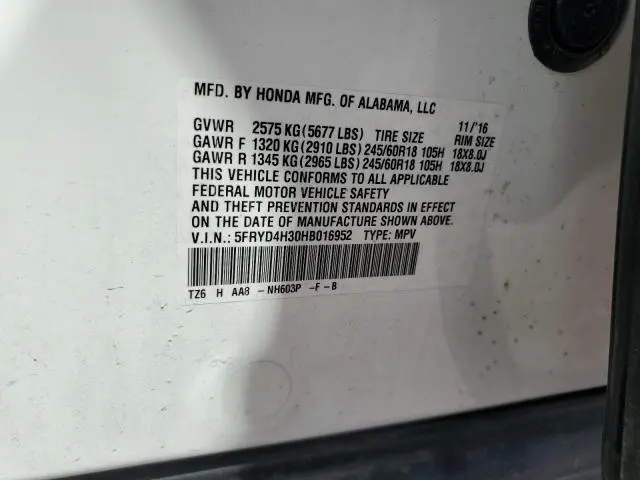 MFD. BY HONDA MFG. OF ALABAMA, LLC
11/'16
GVWR 2575 KG (5677 LBS) TIRE SIZE RIM SIZE
GAWR F 1320 KG (2910 LBS) 245/60R18 105H 18X8.0J
GAWR R 1345 KG (2965 LBS) 245/60R18 105H 18X8.0J
THIS VEHICLE CONFORMS TO ALL APPLICABLE
FEDERAL MOTOR VEHICLE SAFETY
AND THEFT PREVENTION STANDARDS IN EFFECT
ON THE DATE OF MANUFACTURE SHOWN ABOVE.
V.I.N.: 5FRYD4H30HB016952 TYPE: MPV
TZ6 H AA8 -NH603P -F -B